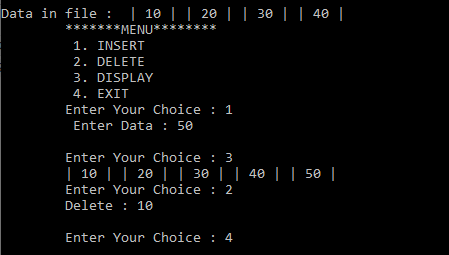 Data in file :  | 10 | | 20 | | 30 | | 40 |
*******MENU********
1. INSERT
2. DELETE
3. DISPLAY
4. EXIT
Enter Your Choice : 1
Enter Data : 50
Enter Your Choice : 3
| 10 | | 20 | | 30 | | 40 | | 50 |
Enter Your Choice : 2
Delete : 10
Enter Your Choice : 4